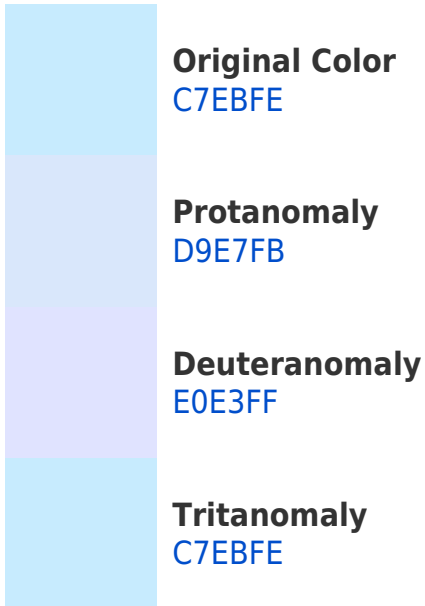 Original Color
C7EBFE
Protanomaly
D9E7FB
Deuteranomaly
E0E3FF
Tritanomaly
C7EBFE